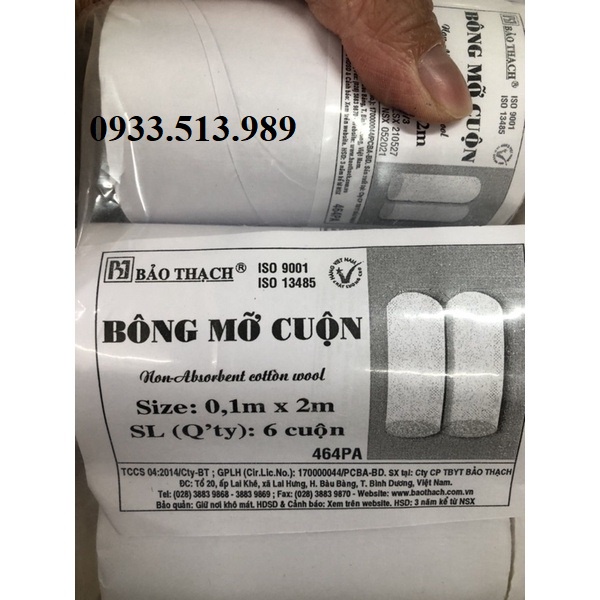 BẢO THẠCH®
ISO 9001
ISO 13485
BÔNG MỠ CUỘN
0933.513.989
NSX 210527
NSX 052021
464PA
BẢO THẠCH®
ISO 9001
ISO 13485
BÔNG MỠ CUỘN
Non-Absorbent cotton wool
Size: 0,1m x 2m
SL (Q'ty): 6 cuộn
464PA
TCCS 04:2014/Cty-BT ; GPLH (Cir.Lic.No.): 170000044/PCBA-BD. SX tại: Cty CP TBYT BẢO THẠCH
ĐC: Tổ 20, ấp Lai Khê, xã Lai Hưng, H. Bàu Bàng, T. Bình Dương, Việt Nam.
Tel: (028) 3883 9868 - 3883 9869 ; Fax: (028) 3883 9870 - Website: www.baothach.com.vn
Bảo quản: Giữ nơi khô mát. HDSD & Cảnh báo: Xem trên website. HSD: 3 năm kể từ NSX